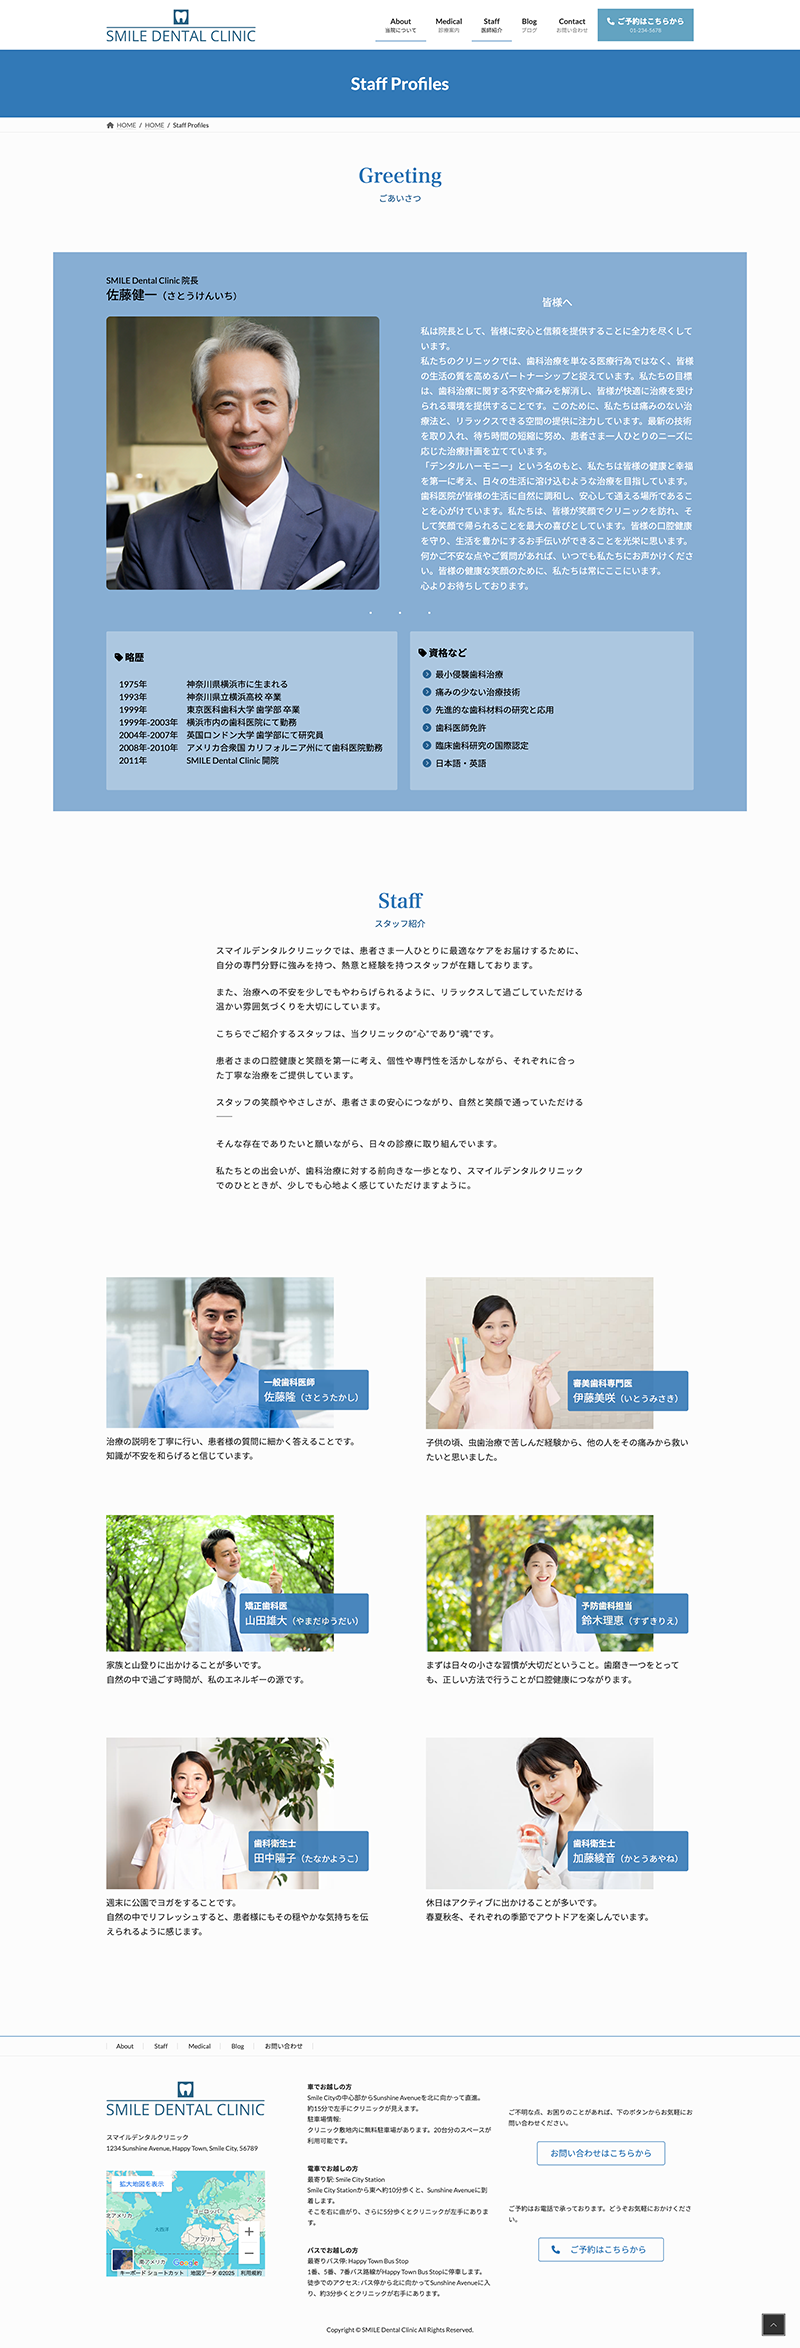 SMILE DENTAL CLINIC
About
当院について
Medical
診療案内
Staff
医師紹介
Blog
ブログ
Contact
お問い合わせ
ご予約はこちらから
01-234-5678
Staff Profiles
HOME / HOME / Staff Profiles
Greeting
ごあいさつ
SMILE Dental Clinic 院長
佐藤健一（さとうけんいち）
皆様へ
私は院長として、皆様に安心と信頼を提供することに全力を尽くして
います。
私たちのクリニックでは、歯科治療を単なる医療行為ではなく、皆様
の生活の質を高めるパートナーシップと捉えています。私たちの目標
は、歯科治療に関する不安や痛みを解消し、皆様が快適に治療を受け
られる環境を提供することです。このために、私たちは痛みのない治
療法と、リラックスできる空間の提供に注力しています。最新の技術
を取り入れ、待ち時間の短縮に努め、患者さま一人ひとりのニーズに
応じた治療計画を立てています。
「デンタルハーモニー」という名のもと、私たちは皆様の健康と幸福
を第一に考え、日々の生活に溶け込むような治療を目指しています。
歯科医院が皆様の生活に自然に調和し、安心して通える場所であるこ
とを心がけています。私たちは、皆様が笑顔でクリニックを訪れ、そ
して笑顔で帰られることを最大の喜びとしています。皆様の口腔健康
を守り、生活を豊かにするお手伝いができることを光栄に思います。
何かご不安な点やご質問があれば、いつでも私たちにお声かけくださ
い。皆様の健康な笑顔のために、私たちは常にここにいます。
心よりお待ちしております。
略歴
1975年 神奈川県横浜市に生まれる
1993年 神奈川県立横浜高校 卒業
1999年 東京医科歯科大学 歯学部 卒業
1999年-2003年 横浜市内の歯科医院にて勤務
2004年-2007年 英国ロンドン大学 歯学部にて研究員
2008年-2010年 アメリカ合衆国 カリフォルニア州にて歯科医院勤務
2011年 SMILE Dental Clinic 開院
資格など
最小侵襲歯科治療
痛みの少ない治療技術
先進的な歯科材料の研究と応用
歯科医師免許
臨床歯科研究の国際認定
日本語・英語
Staff
スタッフ紹介
スマイルデンタルクリニックでは、患者さま一人ひとりに最適なケアをお届けするために、
自分の専門分野に強みを持つ、熱意と経験を持つスタッフが在籍しております。
また、治療への不安を少しでもやわらげられるように、リラックスして過ごしていただける
温かい雰囲気づくりを大切にしています。
こちらでご紹介するスタッフは、当クリニックの“心”であり“魂”です。
患者さまの口腔健康と笑顔を第一に考え、個性や専門性を活かしながら、それぞれに合っ
た丁寧な治療をご提供しています。
スタッフの笑顔ややさしさが、患者さまの安心につながり、自然と笑顔で通っていただける
――
そんな存在でありたいと願いながら、日々の診療に取り組んでいます。
私たちとの出会いが、歯科治療に対する前向きな一歩となり、スマイルデンタルクリニック
でのひとときが、少しでも心地よく感じていただけますように。
一般歯科医師
佐藤隆（さとうたかし）
治療の説明を丁寧に行い、患者様の質問に細かく答えることです。
知識が不安を和らげると信じています。
審美歯科専門医
伊藤美咲（いとうみさき）
子供の頃、虫歯治療で苦しんだ経験から、他の人をその痛みから救い
たいと思いました。
矯正歯科医
山田雄大（やまだゆうだい）
家族と山登りに出かけることが多いです。
自然の中で過ごす時間が、私のエネルギーの源です。
予防歯科担当
鈴木理恵（すずきりえ）
まずは日々の小さな習慣が大切だということ。歯磨き一つをとって
も、正しい方法で行うことが口腔健康につながります。
歯科衛生士
田中陽子（たなかようこ）
週末に公園でヨガをすることです。
自然の中でリフレッシュすると、患者様にもその穏やかな気持ちを伝
えられるように感じます。
歯科衛生士
加藤綾音（かとうあやね）
休日はアクティブに出かけることが多いです。
春夏秋冬、それぞれの季節でアウトドアを楽しんでいます。
About Staff Medical Blog お問い合わせ
SMILE DENTAL CLINIC
スマイルデンタルクリニック
1234 Sunshine Avenue, Happy Town, Smile City, 56789
拡大地図を表示
北アメリカ
ヨーロッパ
アジ
大西洋
アフリカ
南アメリカ
Google
キーボード ショートカット 地図データ ©2025 利用規約
車でお越しの方
Smile Cityの中心部からSunshine Avenueを北に向かって直進。
約15分で左手にクリニックが見えます。
駐車場情報:
クリニック敷地内に無料駐車場があります。20台分のスペースが
利用可能です。
電車でお越しの方
最寄り駅: Smile City Station
Smile City Stationから東へ約10分歩くと、Sunshine Avenueに到
着します。
そこを右に曲がり、さらに5分歩くとクリニックが左手にありま
す。
バスでお越しの方
最寄りバス停: Happy Town Bus Stop
1番、5番、7番バス路線がHappy Town Bus Stopに停車します。
徒歩でのアクセス: バス停から北に向かってSunshine Avenueに入
り、約3分歩くとクリニックが右手にあります。
ご不明な点、お困りのことがあれば、下のボタンからお気軽にお
問い合わせください。
お問い合わせはこちらから
ご予約はお電話で承っております。どうぞお気軽におかけくださ
い。
ご予約はこちらから
Copyright © SMILE Dental Clinic All Rights Reserved.